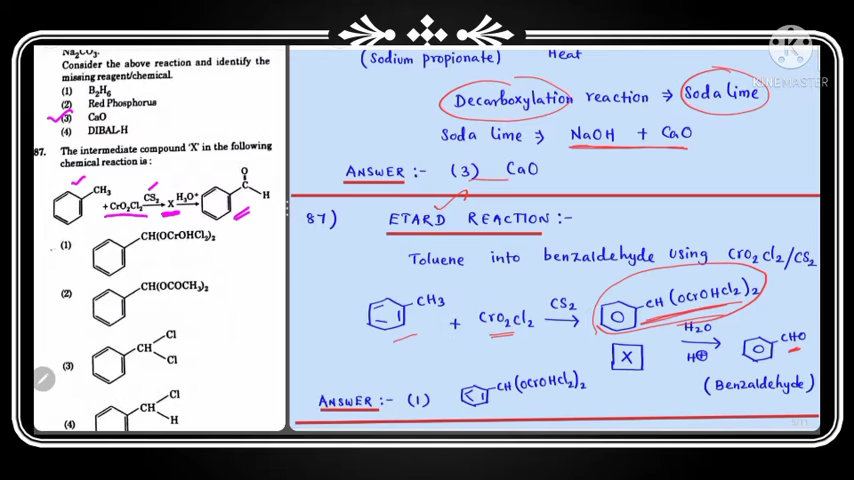 Na2CO3.
Consider the above reaction and identify the
missing reagent/chemical.
(1) B2H6
(2) Red Phosphorus
(3) CaO
(4) DIBAL-H
87. The intermediate compound 'X' in the following
chemical reaction is :
CH3
+ CrO2Cl2 CS2 X H3O+ O C H
(1) CH(OCrOHCl2)2
(2) CH(OCOCH3)2
(3) CH Cl Cl
(4) CH Cl H
(Sodium propionate) Heat
Decarboxylation reaction ⇒ Soda lime
Soda lime ⇒ NaOH + CaO
ANSWER :- (3) CaO
87) ETARD REACTION :-
Toluene into benzaldehyde using CrO2Cl2/CS2
CH3 + CrO2Cl2 CS2 → CH(OCrOHCl2)2
X H2O H⊕ → CHO
(Benzaldehyde)
ANSWER :- (1) CH(OCrOHCl2)2
KINEMASTER